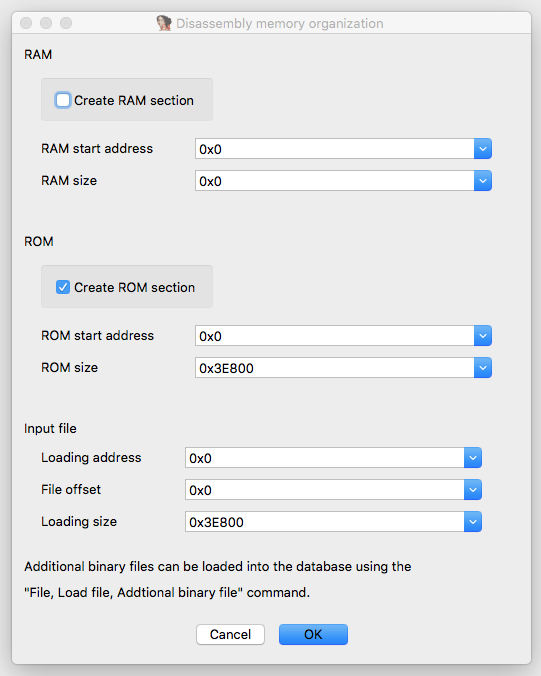 Disassembly memory organization
RAM
Create RAM section
RAM start address 0x0
RAM size 0x0
ROM
Create ROM section
ROM start address 0x0
ROM size 0x3E800
Input file
Loading address 0x0
File offset 0x0
Loading size 0x3E800
Additional binary files can be loaded into the database using the
"File, Load file, Addtional binary file" command.
Cancel OK